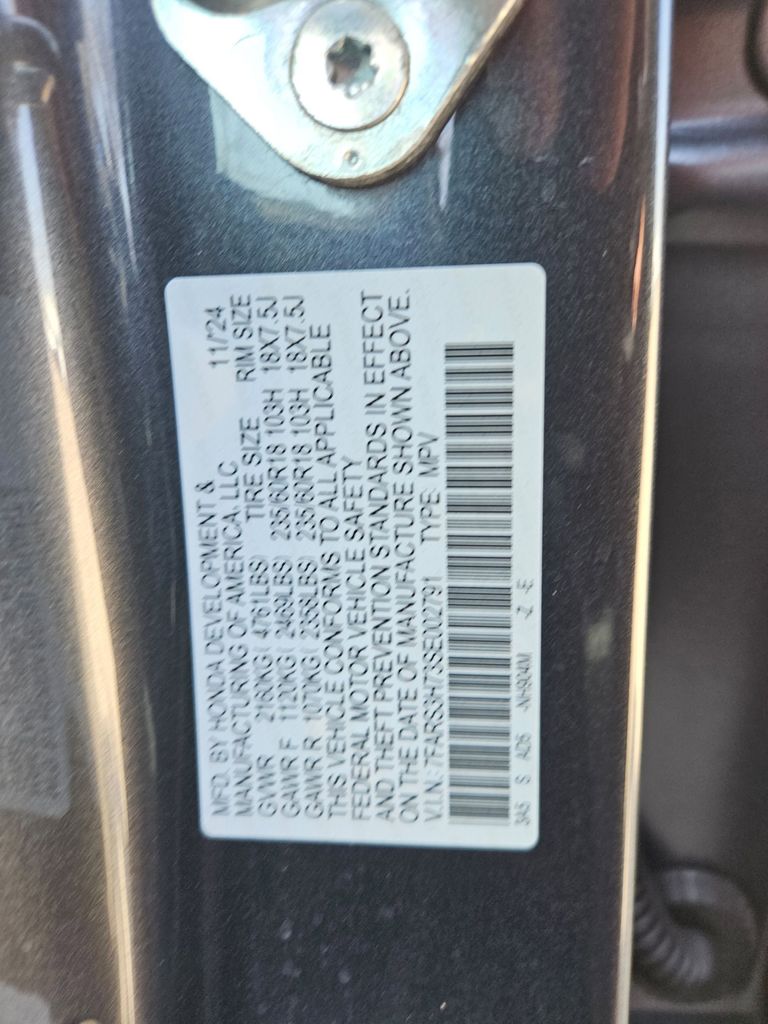 MFD. BY HONDA DEVELOPMENT & 11/24
MANUFACTURING OF AMERICA, LLC
TIRE SIZE RIM SIZE
GVWR 2160KG ( 4761LBS)
GAWR F 1120KG ( 2469LBS) 235/60R18 103H 18X7.5J
GAWR R 1070KG ( 2358LBS) 235/60R18 103H 18X7.5J
THIS VEHICLE CONFORMS TO ALL APPLICABLE
FEDERAL MOTOR VEHICLE SAFETY
AND THEFT PREVENTION STANDARDS IN EFFECT
ON THE DATE OF MANUFACTURE SHOWN ABOVE.
V.I.N.: 7FARS3H73SE002791 TYPE: MPV
3A5 S AD5 -NH904M -Z -E